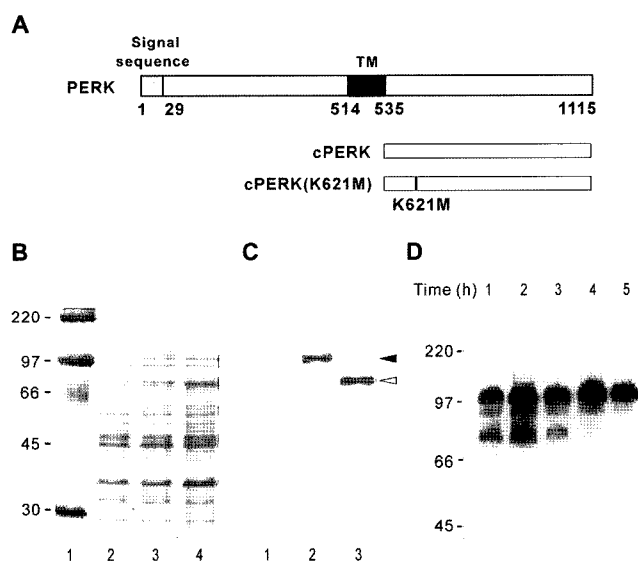 A
Signal
sequence
TM
PERK
1 29 514 535 1115
cPERK
cPERK(K621M)
K621M
B C D
Time (h) 1 2 3 4 5
220 -
97 -
66 -
45 -
30 -
1 2 3 4
1 2 3
220 -
97 -
66 -
45 -